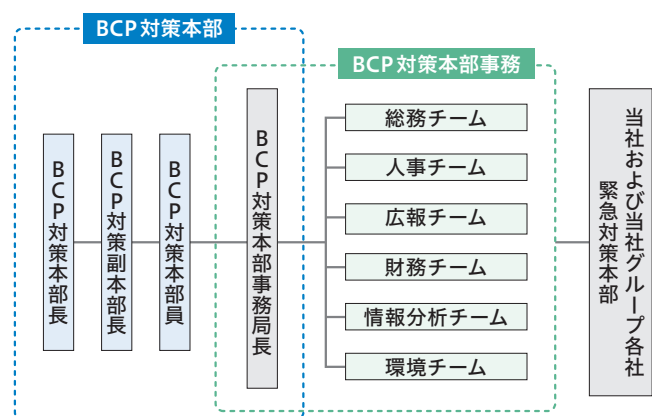 BCP対策本部
BCP対策本部事務
BCP対策本部長
BCP対策副本部長
BCP対策本部員
BCP対策本部事務局長
総務チーム
人事チーム
広報チーム
財務チーム
情報分析チーム
環境チーム
当社および当社グループ各社
緊急対策本部